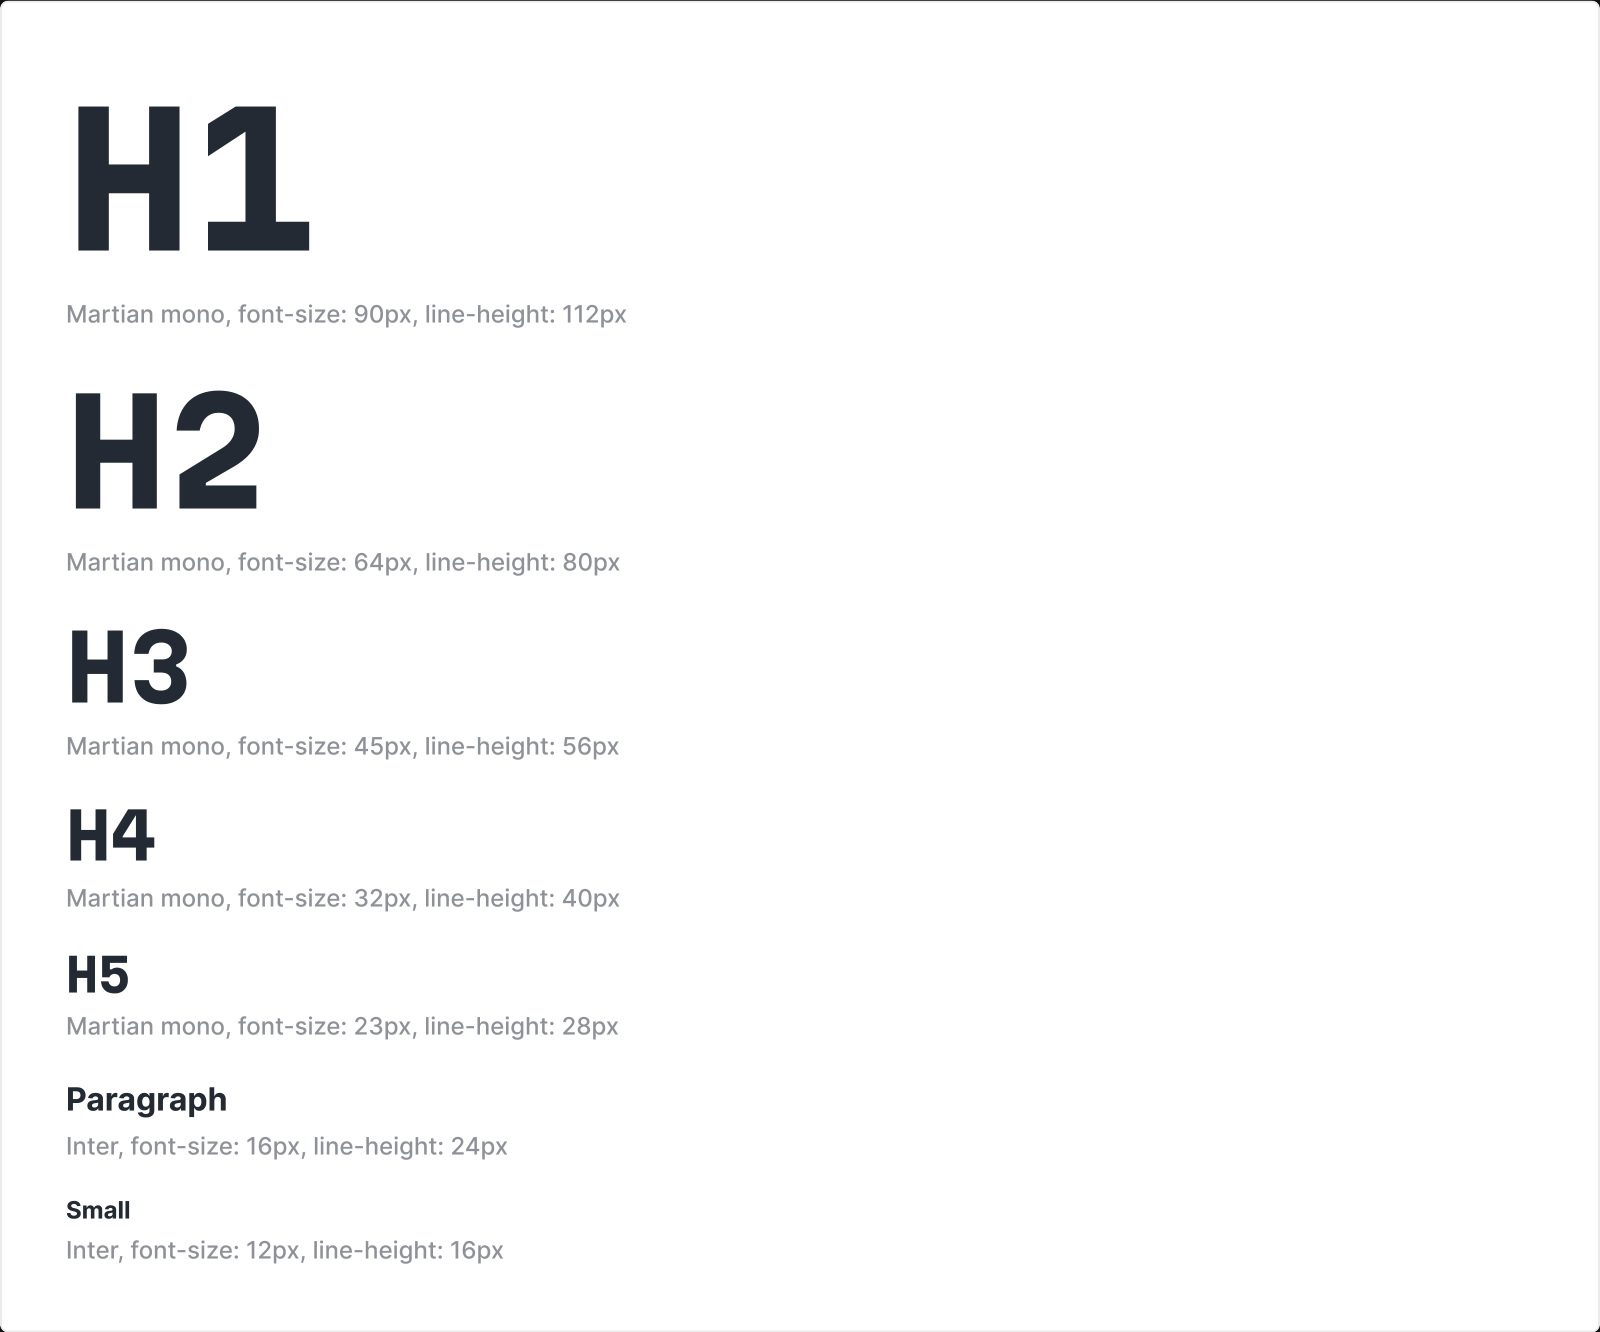 H1
Martian mono, font-size: 90px, line-height: 112px
H2
Martian mono, font-size: 64px, line-height: 80px
H3
Martian mono, font-size: 45px, line-height: 56px
H4
Martian mono, font-size: 32px, line-height: 40px
H5
Martian mono, font-size: 23px, line-height: 28px
Paragraph
Inter, font-size: 16px, line-height: 24px
Small
Inter, font-size: 12px, line-height: 16px